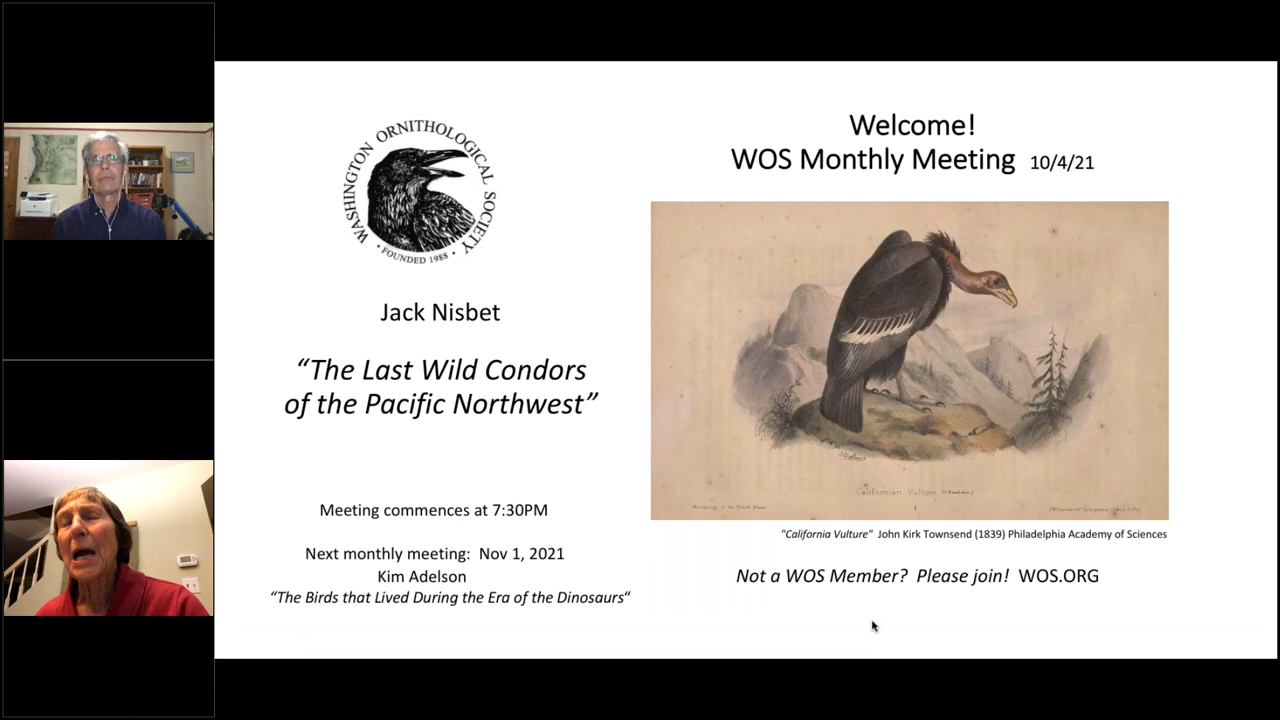 WASHINGTON ORNITHOLOGICAL SOCIETY
• FOUNDED 1988 •
Jack Nisbet
“The Last Wild Condors
of the Pacific Northwest”
Meeting commences at 7:30PM
Next monthly meeting:  Nov 1, 2021
Kim Adelson
“The Birds that Lived During the Era of the Dinosaurs“
Welcome!
WOS Monthly Meeting 10/4/21
Californian Vulture
"California Vulture"  John Kirk Townsend (1839) Philadelphia Academy of Sciences
Not a WOS Member?  Please join!  WOS.ORG